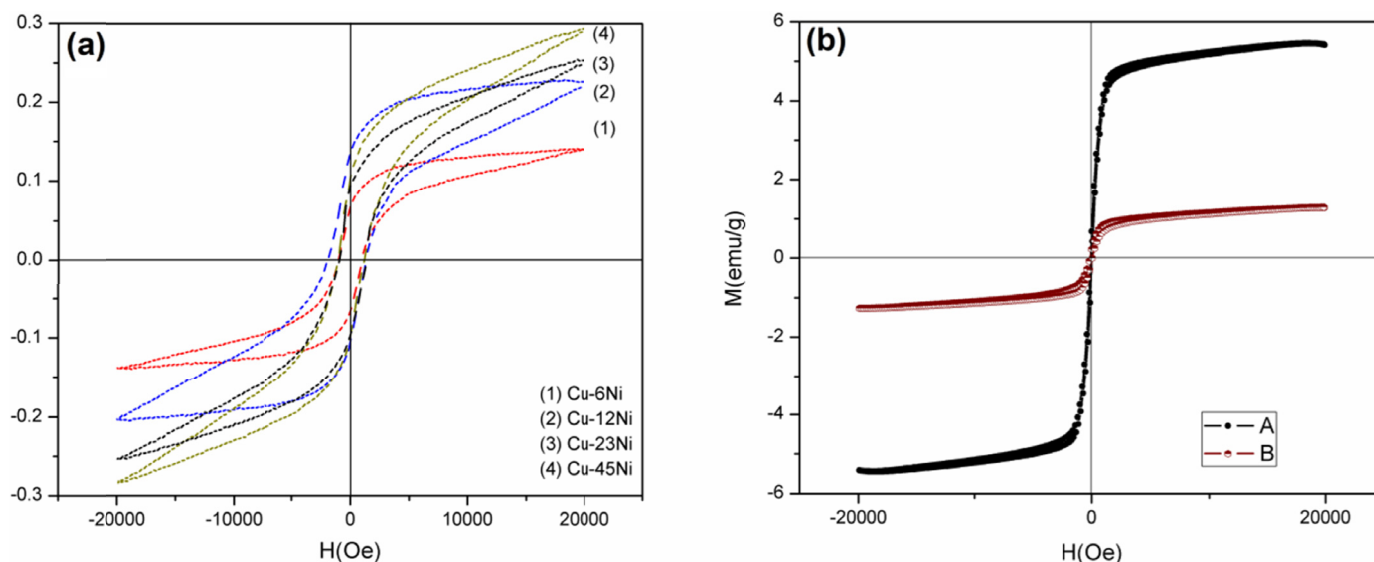 (a)
0.3
0.2
0.1
0.0
-0.1
-0.2
-0.3
(4)
(3)
(2)
(1)
(1) Cu-6Ni
(2) Cu-12Ni
(3) Cu-23Ni
(4) Cu-45Ni
-20000
-10000
0
10000
20000
H(Oe)
(b)
M(emu/g)
6
4
2
0
-2
-4
-6
A
B
-20000
0
20000
H(Oe)